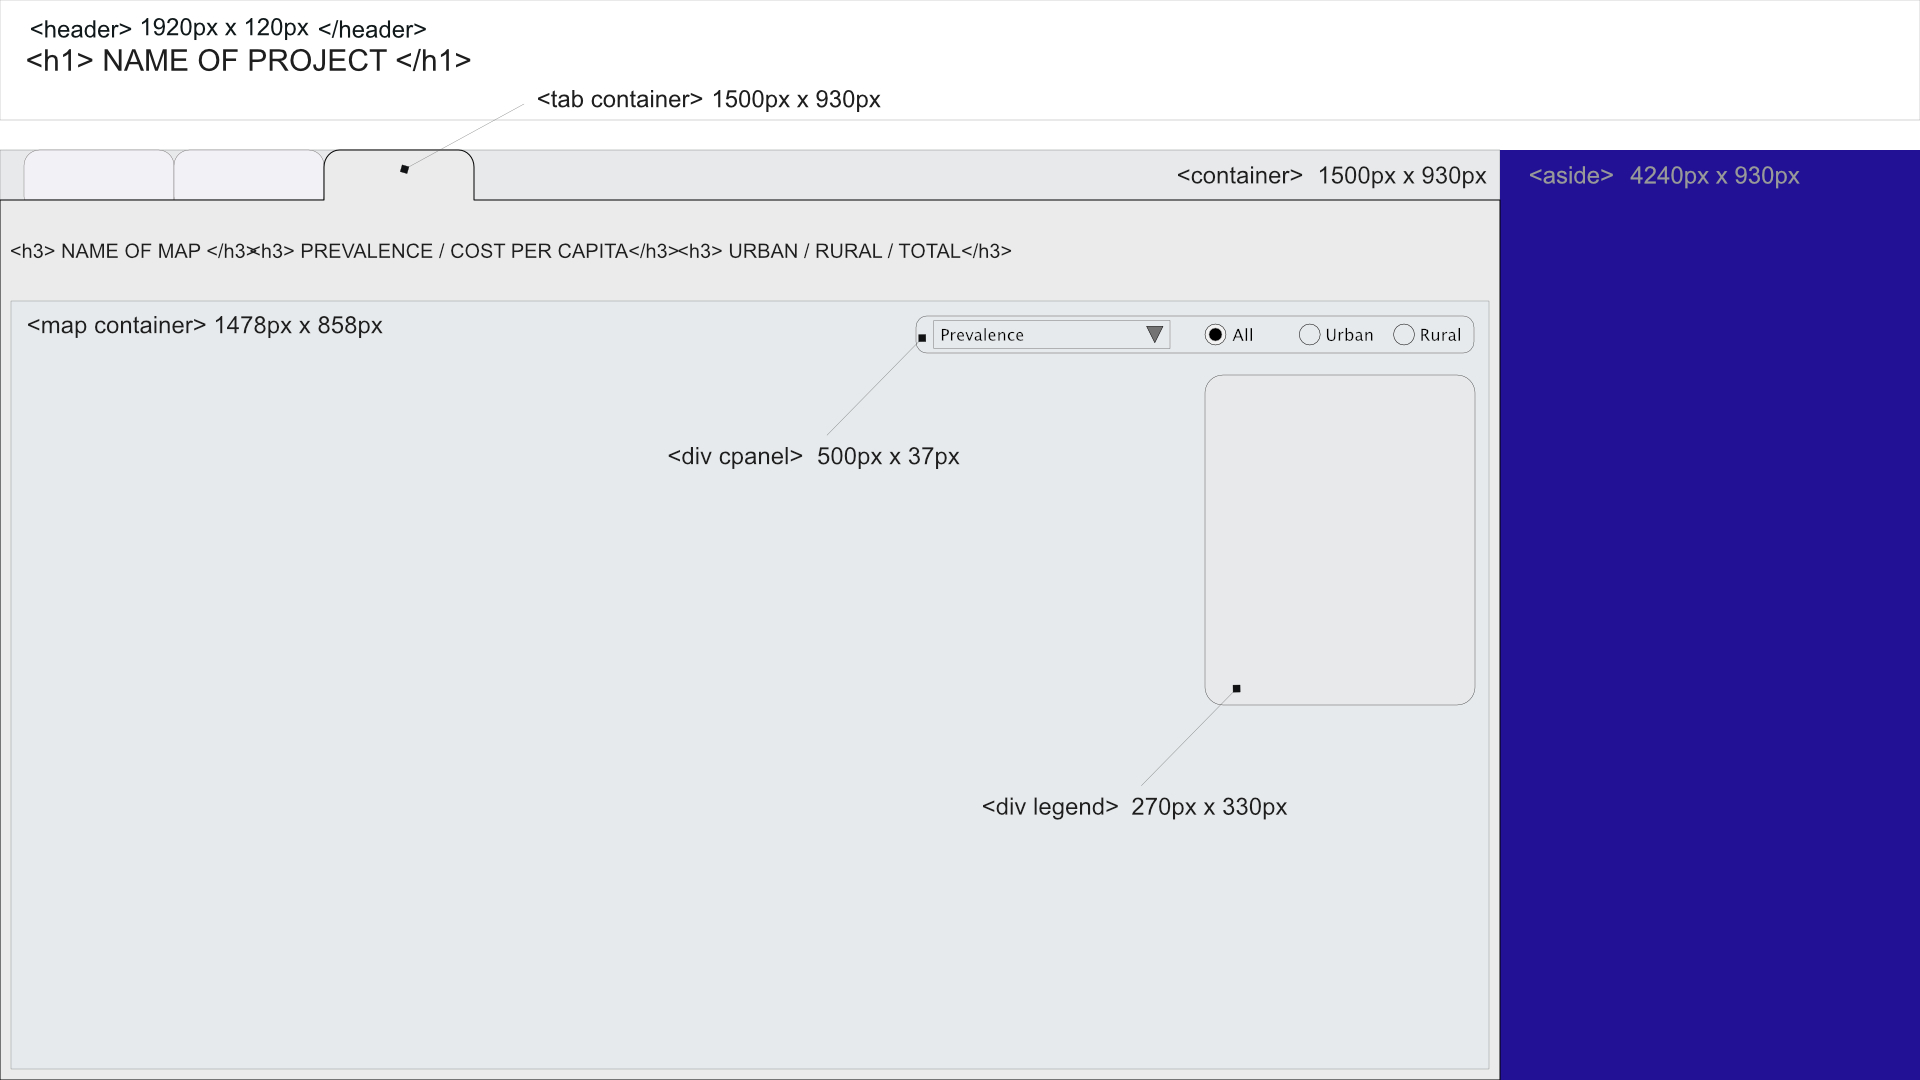 <header> 1920px x 120px </header>
<h1> NAME OF PROJECT </h1>
<tab container> 1500px x 930px
<container> 1500px x 930px
<aside> 4240px x 930px
<h3> NAME OF MAP </h3><h3> PREVALENCE / COST PER CAPITA</h3><h3> URBAN / RURAL / TOTAL</h3>
<map container> 1478px x 858px
Prevalence All Urban Rural
<div cpanel> 500px x 37px
<div legend> 270px x 330px